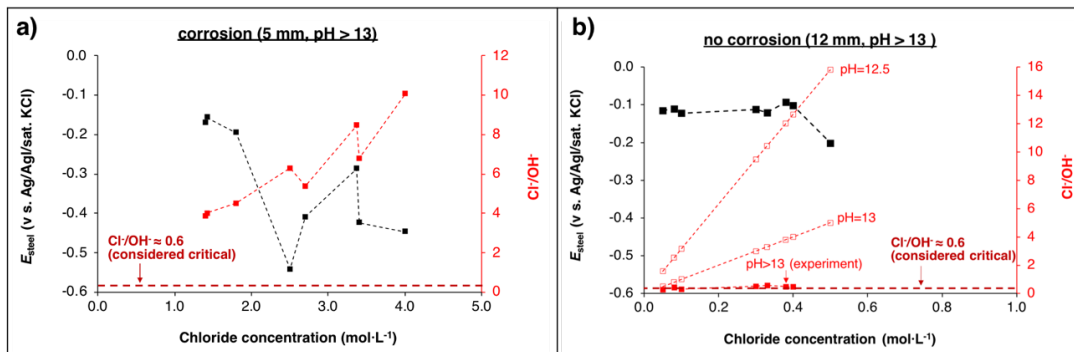 a)
corrosion (5 mm, pH > 13)
0.0
-0.1
-0.2
-0.3
-0.4
-0.5
-0.6
E steel (v s. Ag/AgI/sat. KCl)
12
10
8
6
4
2
0
Cl-/OH-
Cl-/OH- ≈ 0.6
(considered critical)
0.0 1.0 2.0 3.0 4.0 5.0
Chloride concentration (mol·L-1)
b)
no corrosion (12 mm, pH > 13 )
0.0
-0.1
-0.2
-0.3
-0.4
-0.5
-0.6
E steel (v s. Ag/AgI/sat. KCl)
16
14
12
10
8
6
4
2
0
Cl-/OH-
pH=12.5
pH=13
Cl-/OH- ≈ 0.6
(considered critical)
pH>13 (experiment)
0.0 0.2 0.4 0.6 0.8 1.0
Chloride concentration (mol·L-1)